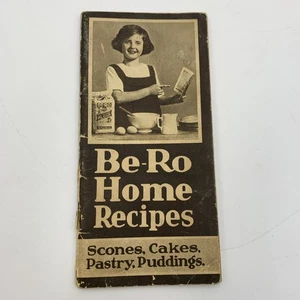 Be-Ro
Home
Recipes
Scones, Cakes,
Pastry, Puddings.